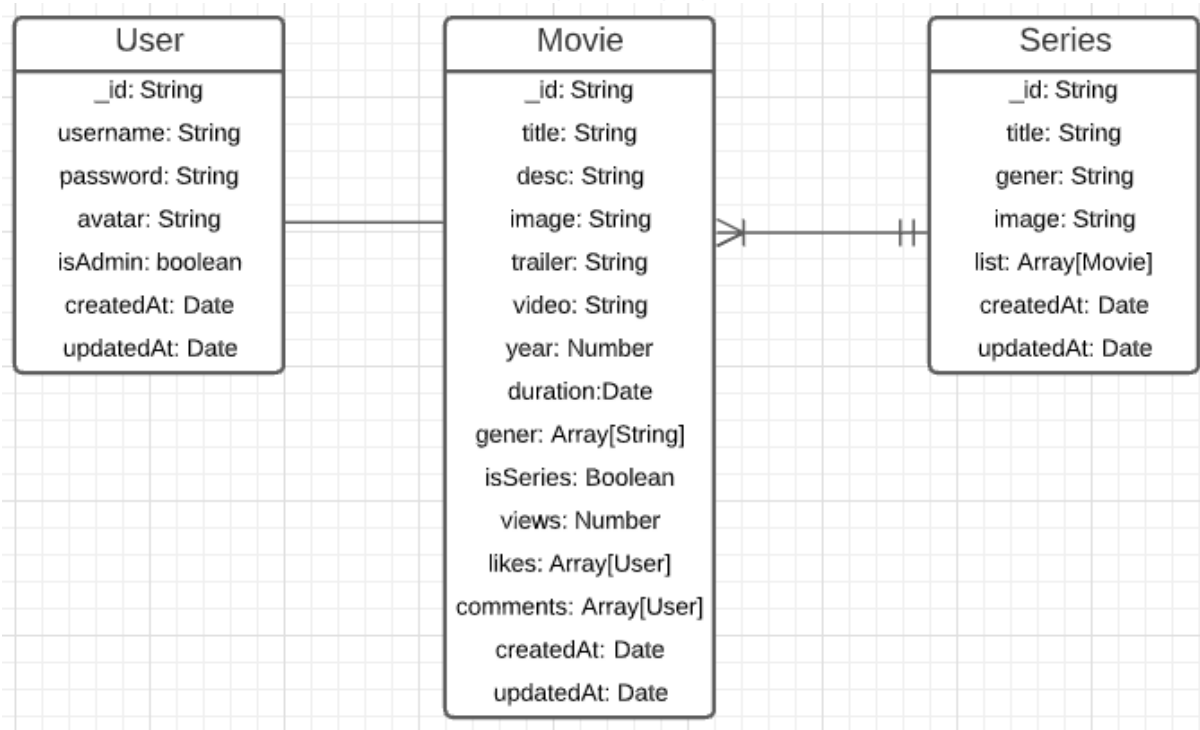 User
_id: String
username: String
password: String
avatar: String
isAdmin: boolean
createdAt: Date
updatedAt: Date
Movie
_id: String
title: String
desc: String
image: String
trailer: String
video: String
year: Number
duration:Date
gener: Array[String]
isSeries: Boolean
views: Number
likes: Array[User]
comments: Array[User]
createdAt: Date
updatedAt: Date
Series
_id: String
title: String
gener: String
image: String
list: Array[Movie]
createdAt: Date
updatedAt: Date